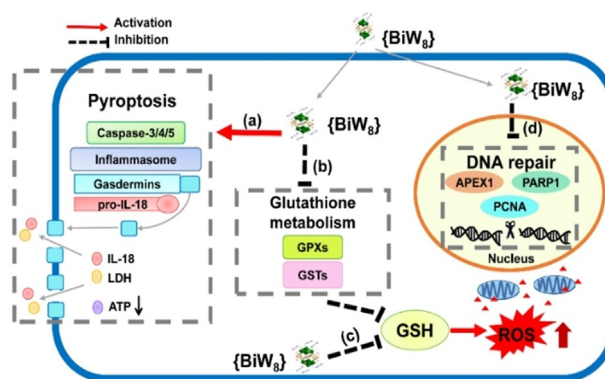 Activation
Inhibition
{BiW₈}
Pyroptosis
(a)
{BiW₈}
{BiW₈}
Caspase-3/4/5
(b)
(d)
Inflammasome
DNA repair
Gasdermins
Glutathione
metabolism
APEX1
PARP1
pro-IL-18
PCNA
GPXs
GSTs
Nucleus
IL-18
LDH
ATP
(c)
GSH
ROS
{BiW₈}